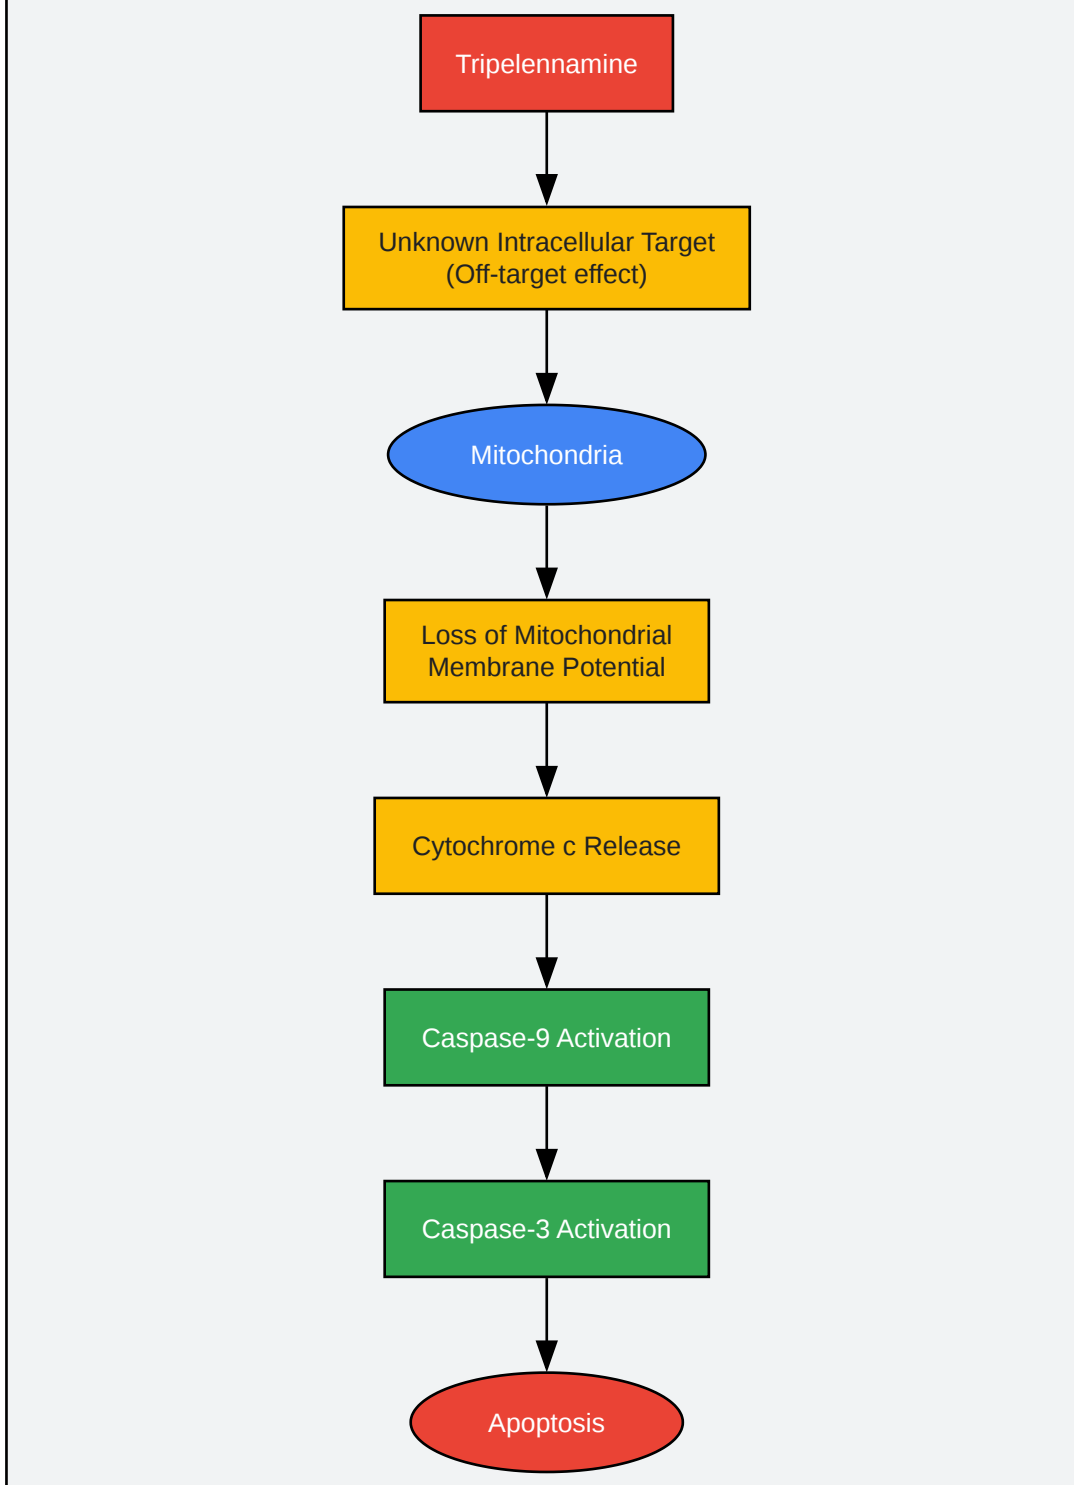 Tripelennamine
Unknown Intracellular Target
(Off-target effect)
Mitochondria
Loss of Mitochondrial
Membrane Potential
Cytochrome c Release
Caspase-9 Activation
Caspase-3 Activation
Apoptosis